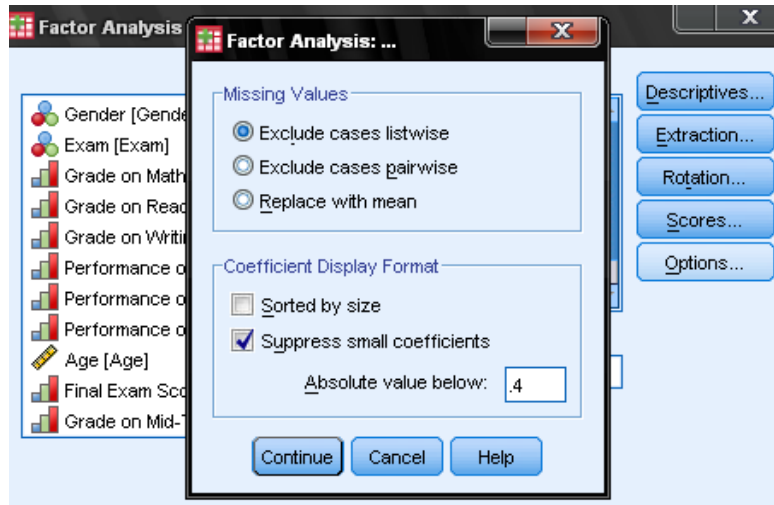 Factor Analysis
Factor Analysis: ...
Gender [Gende
Exam [Exam]
Grade on Math
Grade on Read
Grade on Writi
Performance o
Performance o
Performance o
Age [Age]
Final Exam Sco
Grade on Mid-T
Missing Values
Exclude cases listwise
Exclude cases pairwise
Replace with mean
Coefficient Display Format
Sorted by size
Suppress small coefficients
Absolute value below: .4
Continue Cancel Help
Descriptives...
Extraction...
Rotation...
Scores...
Options...